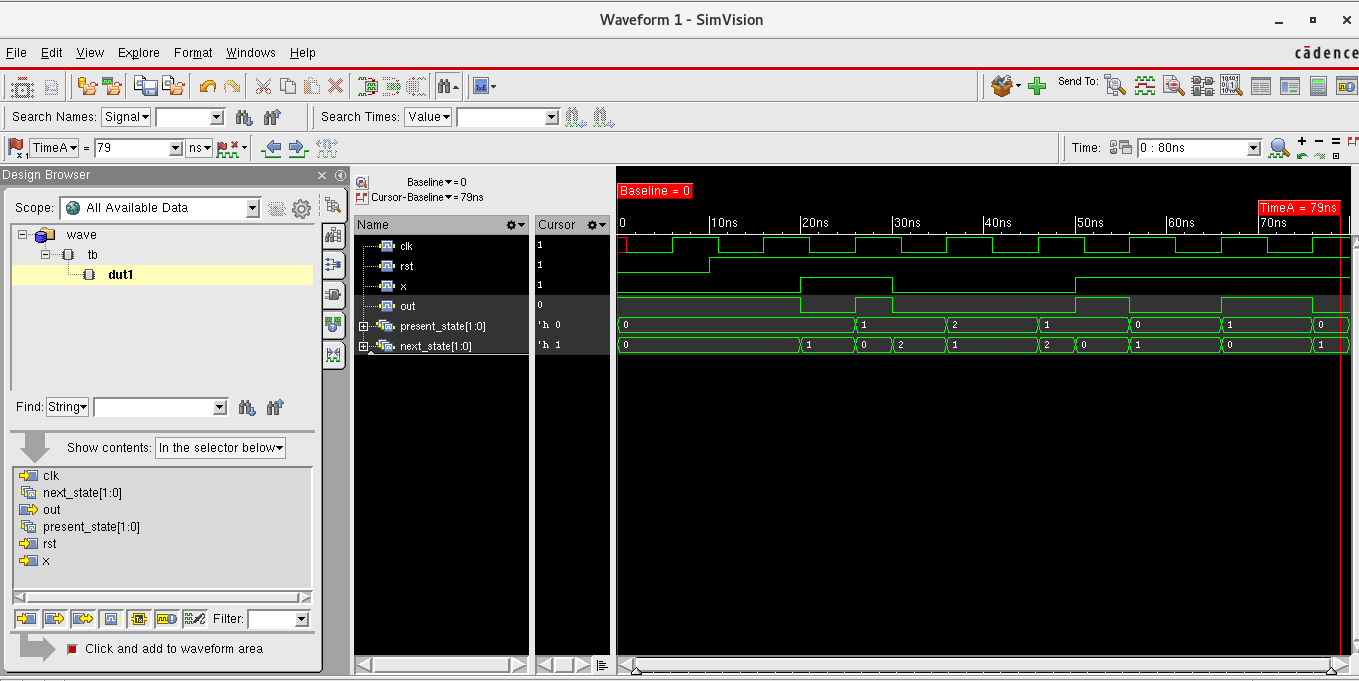 Waveform 1 - SimVision
File Edit View Explore Format Windows Help
cādence
Send To:
Search Names: Signal
Search Times: Value
TimeA = 79 ns
Time: 0 : 80ns
Design Browser
Scope: All Available Data
wave
tb
dut1
Find: String
Show contents: In the selector below
clk
next_state[1:0]
out
present_state[1:0]
rst
x
Filter:
Click and add to waveform area
Baseline = 0
Cursor-Baseline = 79ns
Name Cursor
clk 1
rst 1
x 1
out 0
present_state[1:0] 'h 0
next_state[1:0] 'h 1
Baseline = 0
TimeA = 79ns
0 10ns 20ns 30ns 40ns 50ns 60ns 70ns
0 1 2 1 0 1 0
0 1 0 2 1 2 0 1 0 1